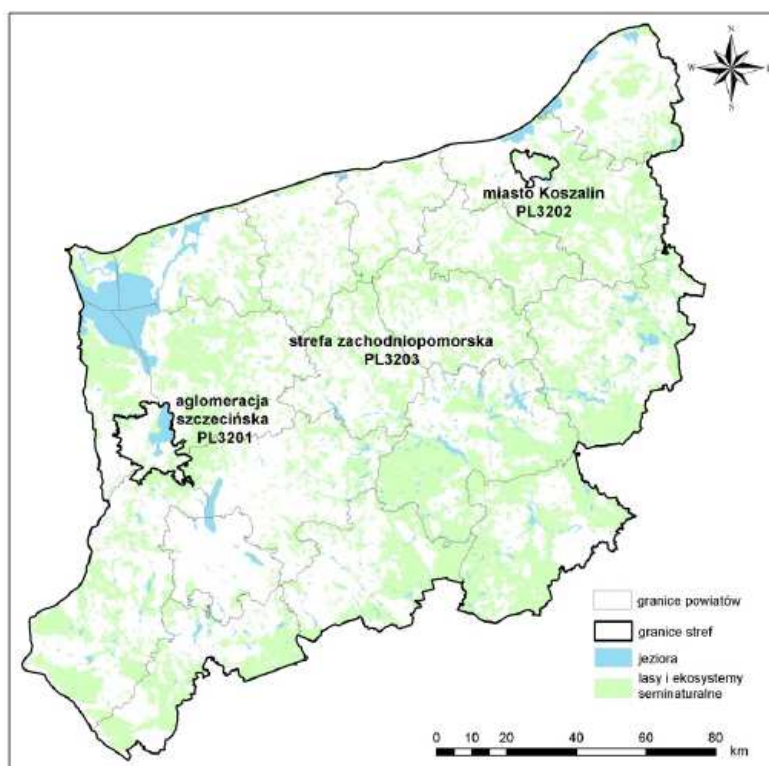 N
W
S
miasto Koszalin
PL3202
strefa zachodniopomorska
PL3203
aglomeracja
szczecińska
PL3201
granice powiatów
granice stref
jeziora
lasy i ekosystemy
seminaturalne
0 10 20 40 60 80
km